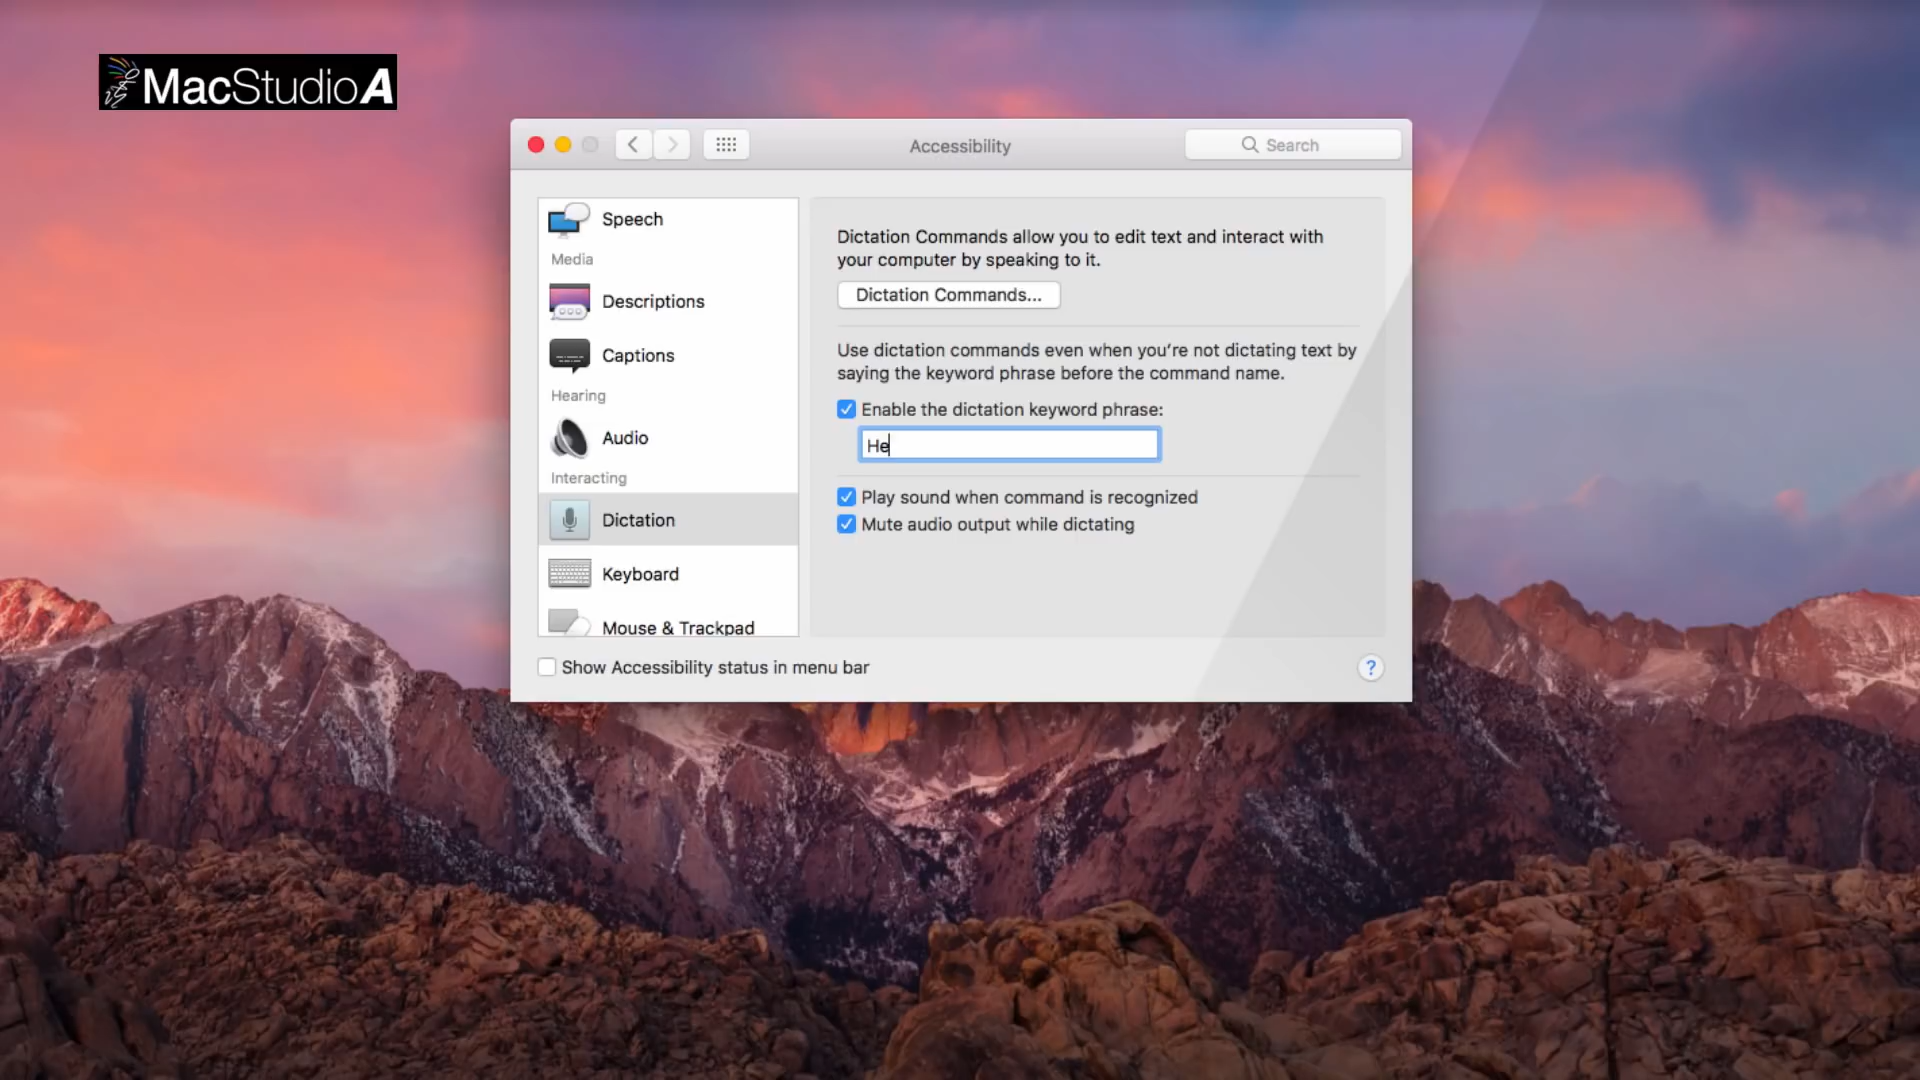 MacStudioA
Accessibility
Search
Speech
Media
Descriptions
Captions
Hearing
Audio
Interacting
Dictation
Keyboard
Mouse & Trackpad
Dictation Commands allow you to edit text and interact with
your computer by speaking to it.
Dictation Commands...
Use dictation commands even when you're not dictating text by
saying the keyword phrase before the command name.
Enable the dictation keyword phrase:
He
Play sound when command is recognized
Mute audio output while dictating
Show Accessibility status in menu bar
?